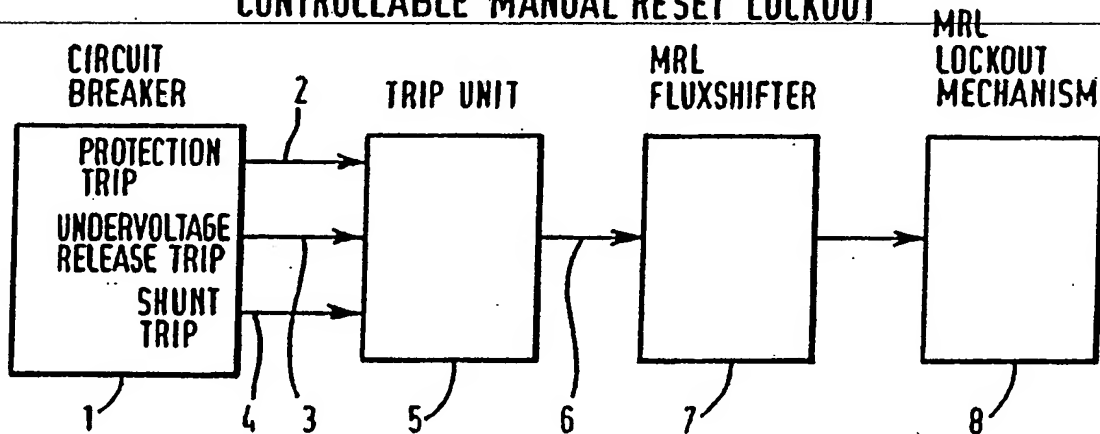 CONTROLLABLE MANUAL RESET LOCKOUT
CIRCUIT
BREAKER
2
TRIP UNIT
MRL
FLUXSHIFTER
MRL
LOCKOUT
MECHANISM
PROTECTION
TRIP
UNDERVOLTAGE
RELEASE TRIP
SHUNT
TRIP
1
4
3
5
6
7
8